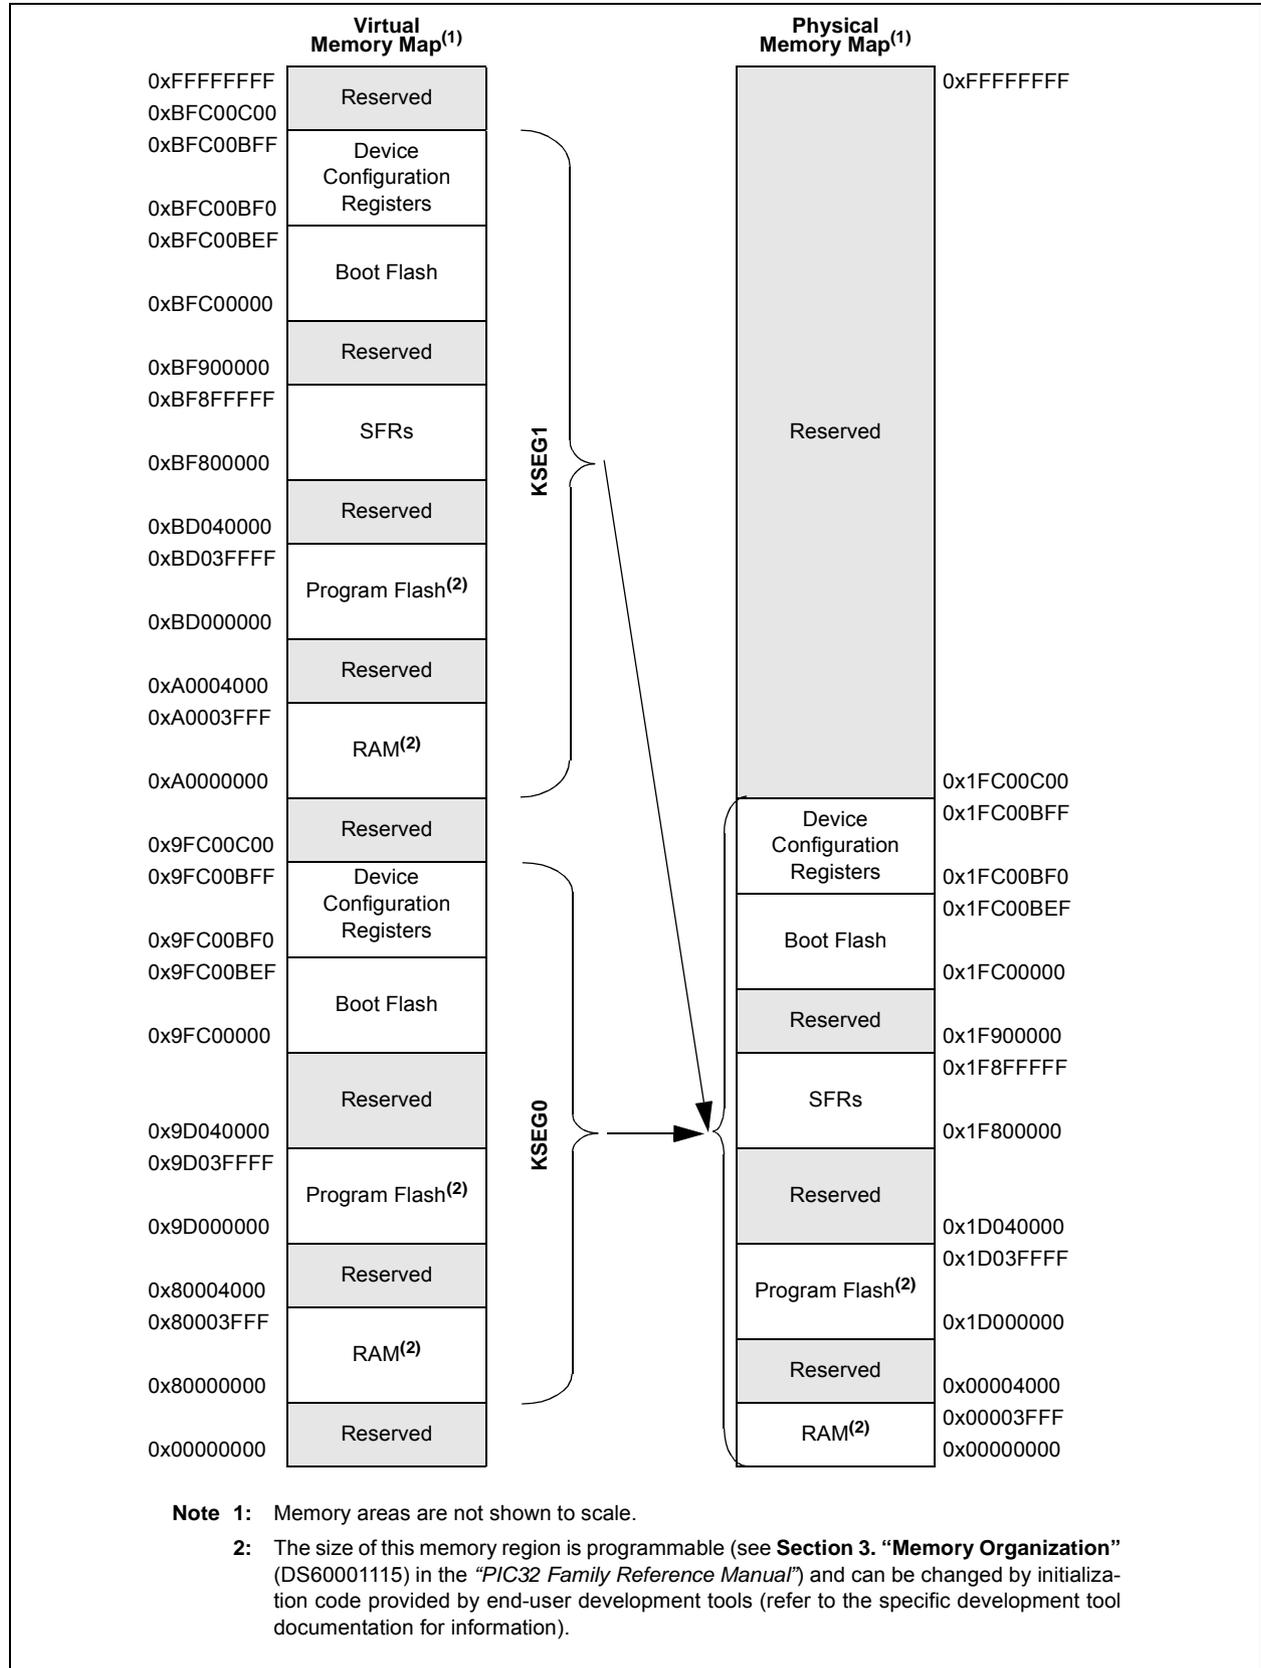 Virtual
Memory Map(1)
0xFFFFFFFF
Reserved
0xBFC00C00
0xBFC00BFF
Device
Configuration
Registers
0xBFC00BF0
0xBFC00BEF
Boot Flash
0xBFC00000
Reserved
0xBF900000
0xBF8FFFFF
SFRs
0xBF800000
Reserved
0xBD040000
0xBD03FFFF
Program Flash(2)
0xBD000000
Reserved
0xA0004000
0xA0003FFF
RAM(2)
0xA0000000
Reserved
0x9FC00C00
0x9FC00BFF
Device
Configuration
Registers
0x9FC00BF0
0x9FC00BEF
Boot Flash
0x9FC00000
Reserved
0x9D040000
0x9D03FFFF
Program Flash(2)
0x9D000000
Reserved
0x80004000
0x80003FFF
RAM(2)
0x80000000
Reserved
0x00000000
KSEG1
KSEG0
Physical
Memory Map(1)
0xFFFFFFFF
Reserved
0x1FC00C00
Device
Configuration
Registers
0x1FC00BFF
0x1FC00BF0
0x1FC00BEF
Boot Flash
0x1FC00000
Reserved
0x1F900000
0x1F8FFFFF
SFRs
0x1F800000
Reserved
0x1D040000
0x1D03FFFF
Program Flash(2)
0x1D000000
Reserved
0x00004000
0x00003FFF
RAM(2)
0x00000000
Note 1: Memory areas are not shown to scale.
2: The size of this memory region is programmable (see Section 3. “Memory Organization”
(DS60001115) in the “PIC32 Family Reference Manual”) and can be changed by initializa-
tion code provided by end-user development tools (refer to the specific development tool
documentation for information).